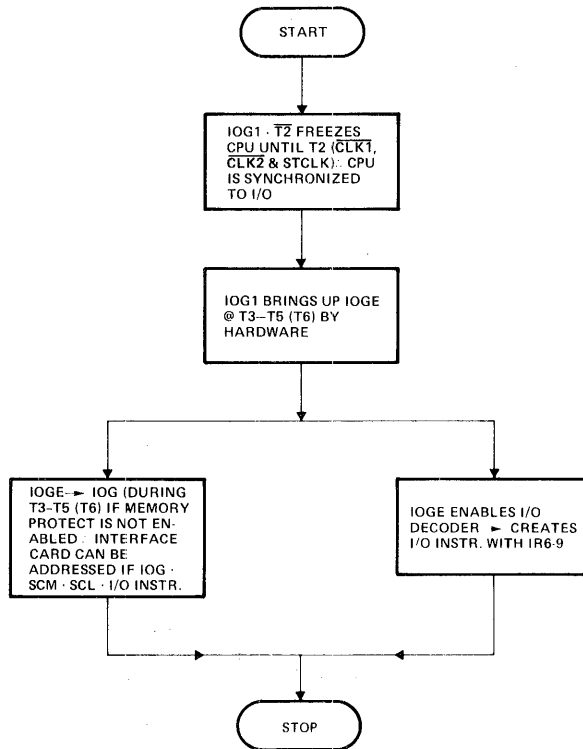 START
IOG1 · T2̅ FREEZES
CPU UNTIL T2 (C̅L̅K̅1̅,
C̅L̅K̅2̅ & STCLK)∴ CPU
IS SYNCHRONIZED
TO I/O
IOG1 BRINGS UP IOGE
@ T3–T5 (T6) BY
HARDWARE
IOGE → IOG (DURING
T3–T5 (T6) IF MEMORY
PROTECT IS NOT EN-
ABLED∴ INTERFACE
CARD CAN BE
ADDRESSED IF IOG ·
SCM · SCL · I/O INSTR.
IOGE ENABLES I/O
DECODER ► CREATES
I/O INSTR. WITH IR6-9
STOP